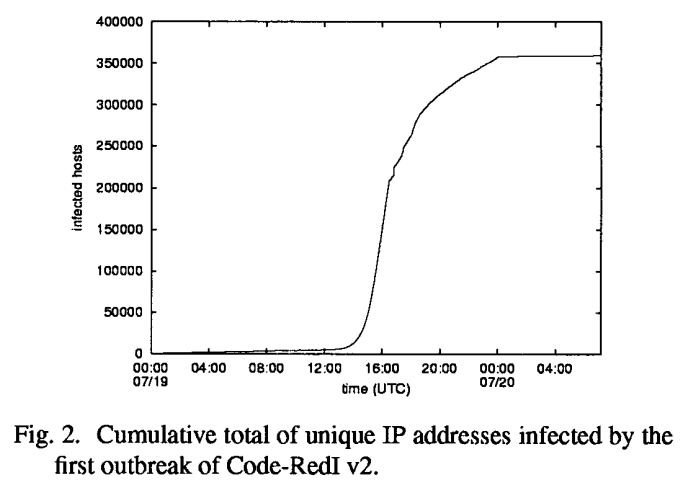 400000
350000
300000
250000
200000
150000
100000
50000
0
infected hosts
00:00 04:00 08:00 12:00 16:00 20:00 00:00 04:00
07/19 07/20
time (UTC)
Fig. 2. Cumulative total of unique IP addresses infected by the
first outbreak of Code-RedI v2.